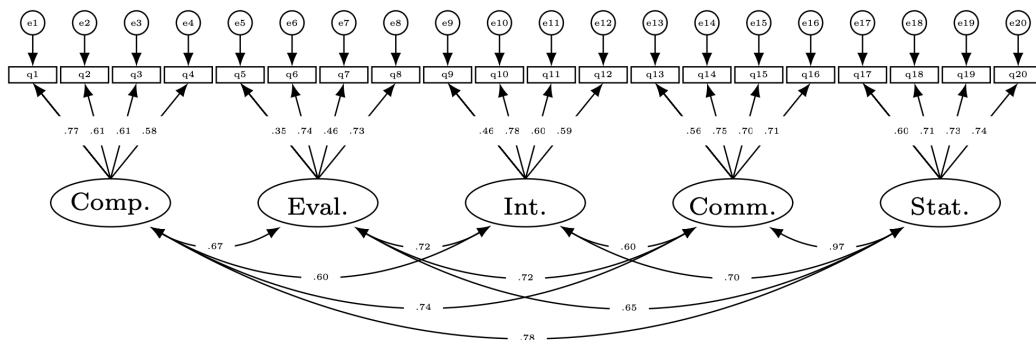 e1 e2 e3 e4 e5 e6 e7 e8 e9 e10 e11 e12 e13 e14 e15 e16 e17 e18 e19 e20
q1 q2 q3 q4 q5 q6 q7 q8 q9 q10 q11 q12 q13 q14 q15 q16 q17 q18 q19 q20
.77 .61 .61 .58 .35 .74 .46 .73 .46 .78 .60 .59 .56 .75 .70 .71 .60 .71 .73 .74
Comp. Eval. Int. Comm. Stat.
.67 .72 .60 .97
.60 .72 .70
.74 .65
.78